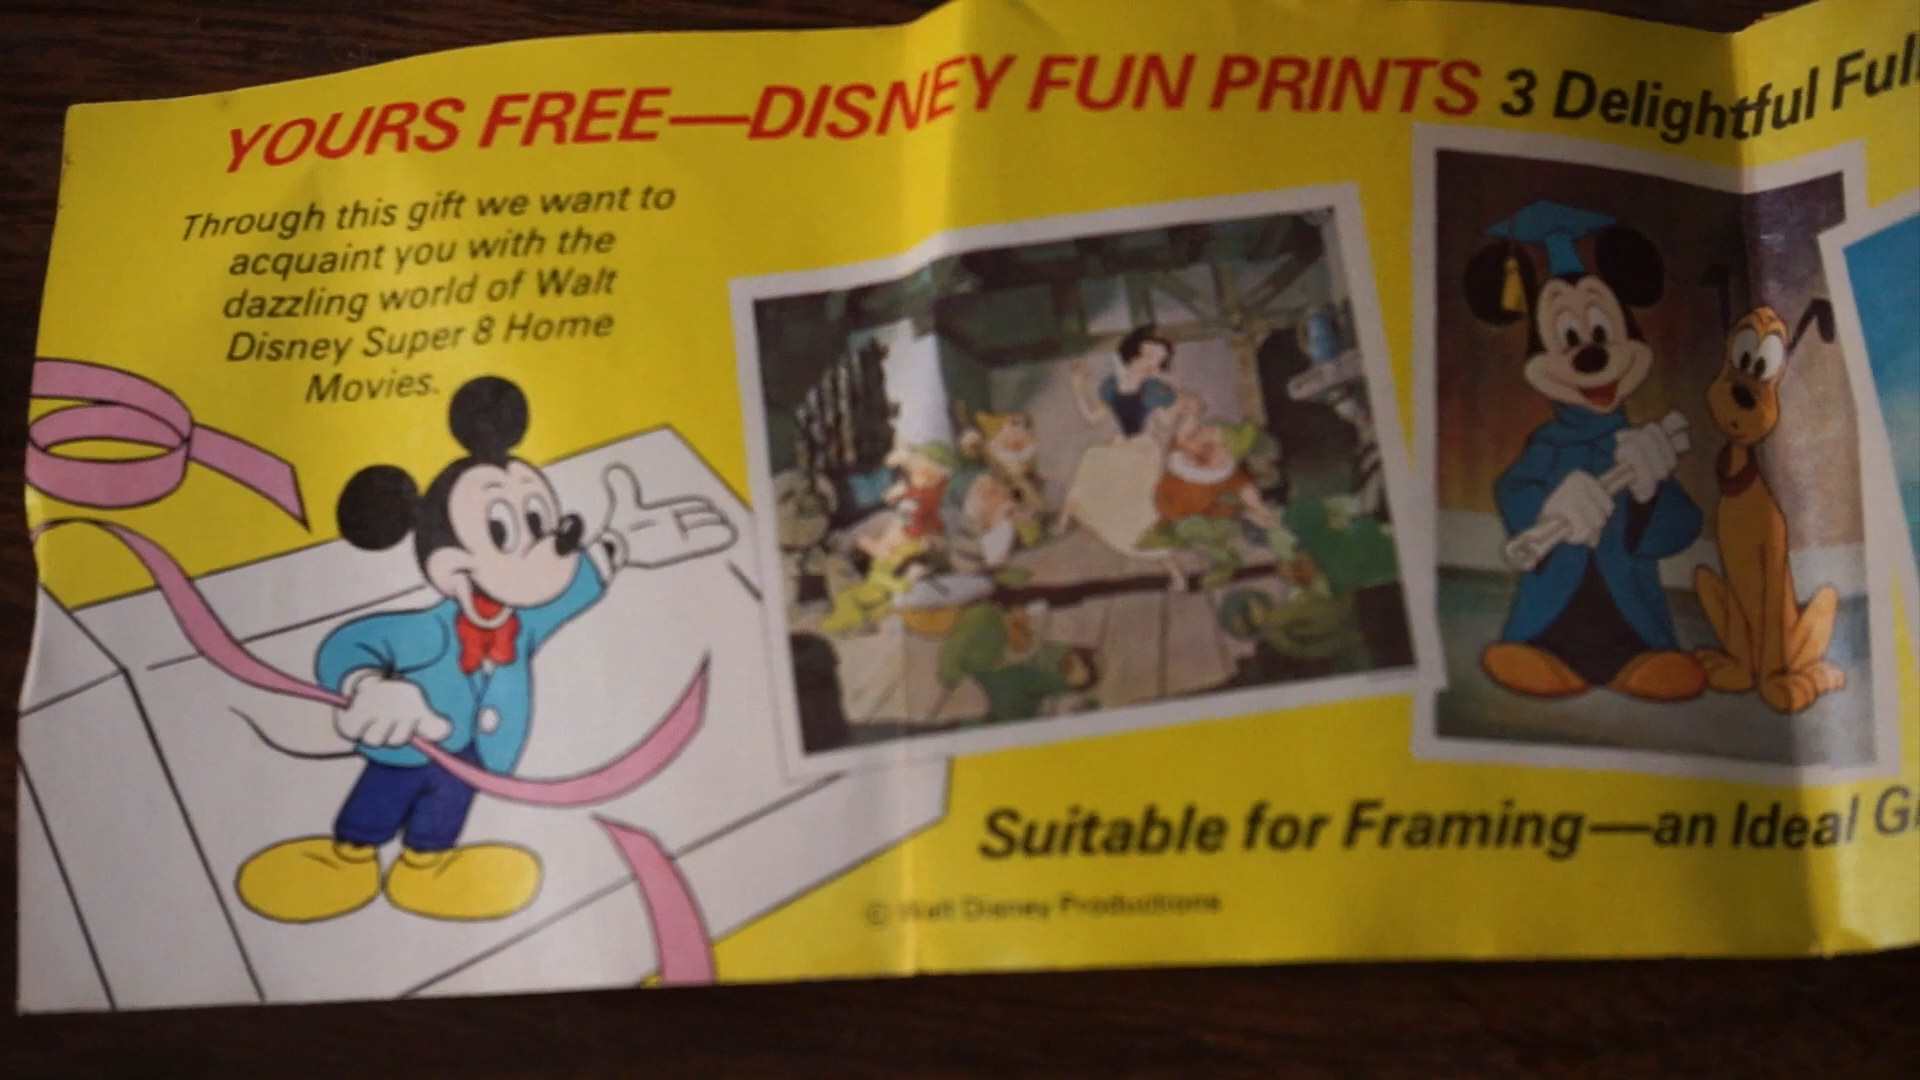 YOURS FREE—DISNEY FUN PRINTS 3 Delightful Full
Through this gift we want to
acquaint you with the
dazzling world of Walt
Disney Super 8 Home
Movies.
Suitable for Framing—an Ideal
© Walt Disney Productions